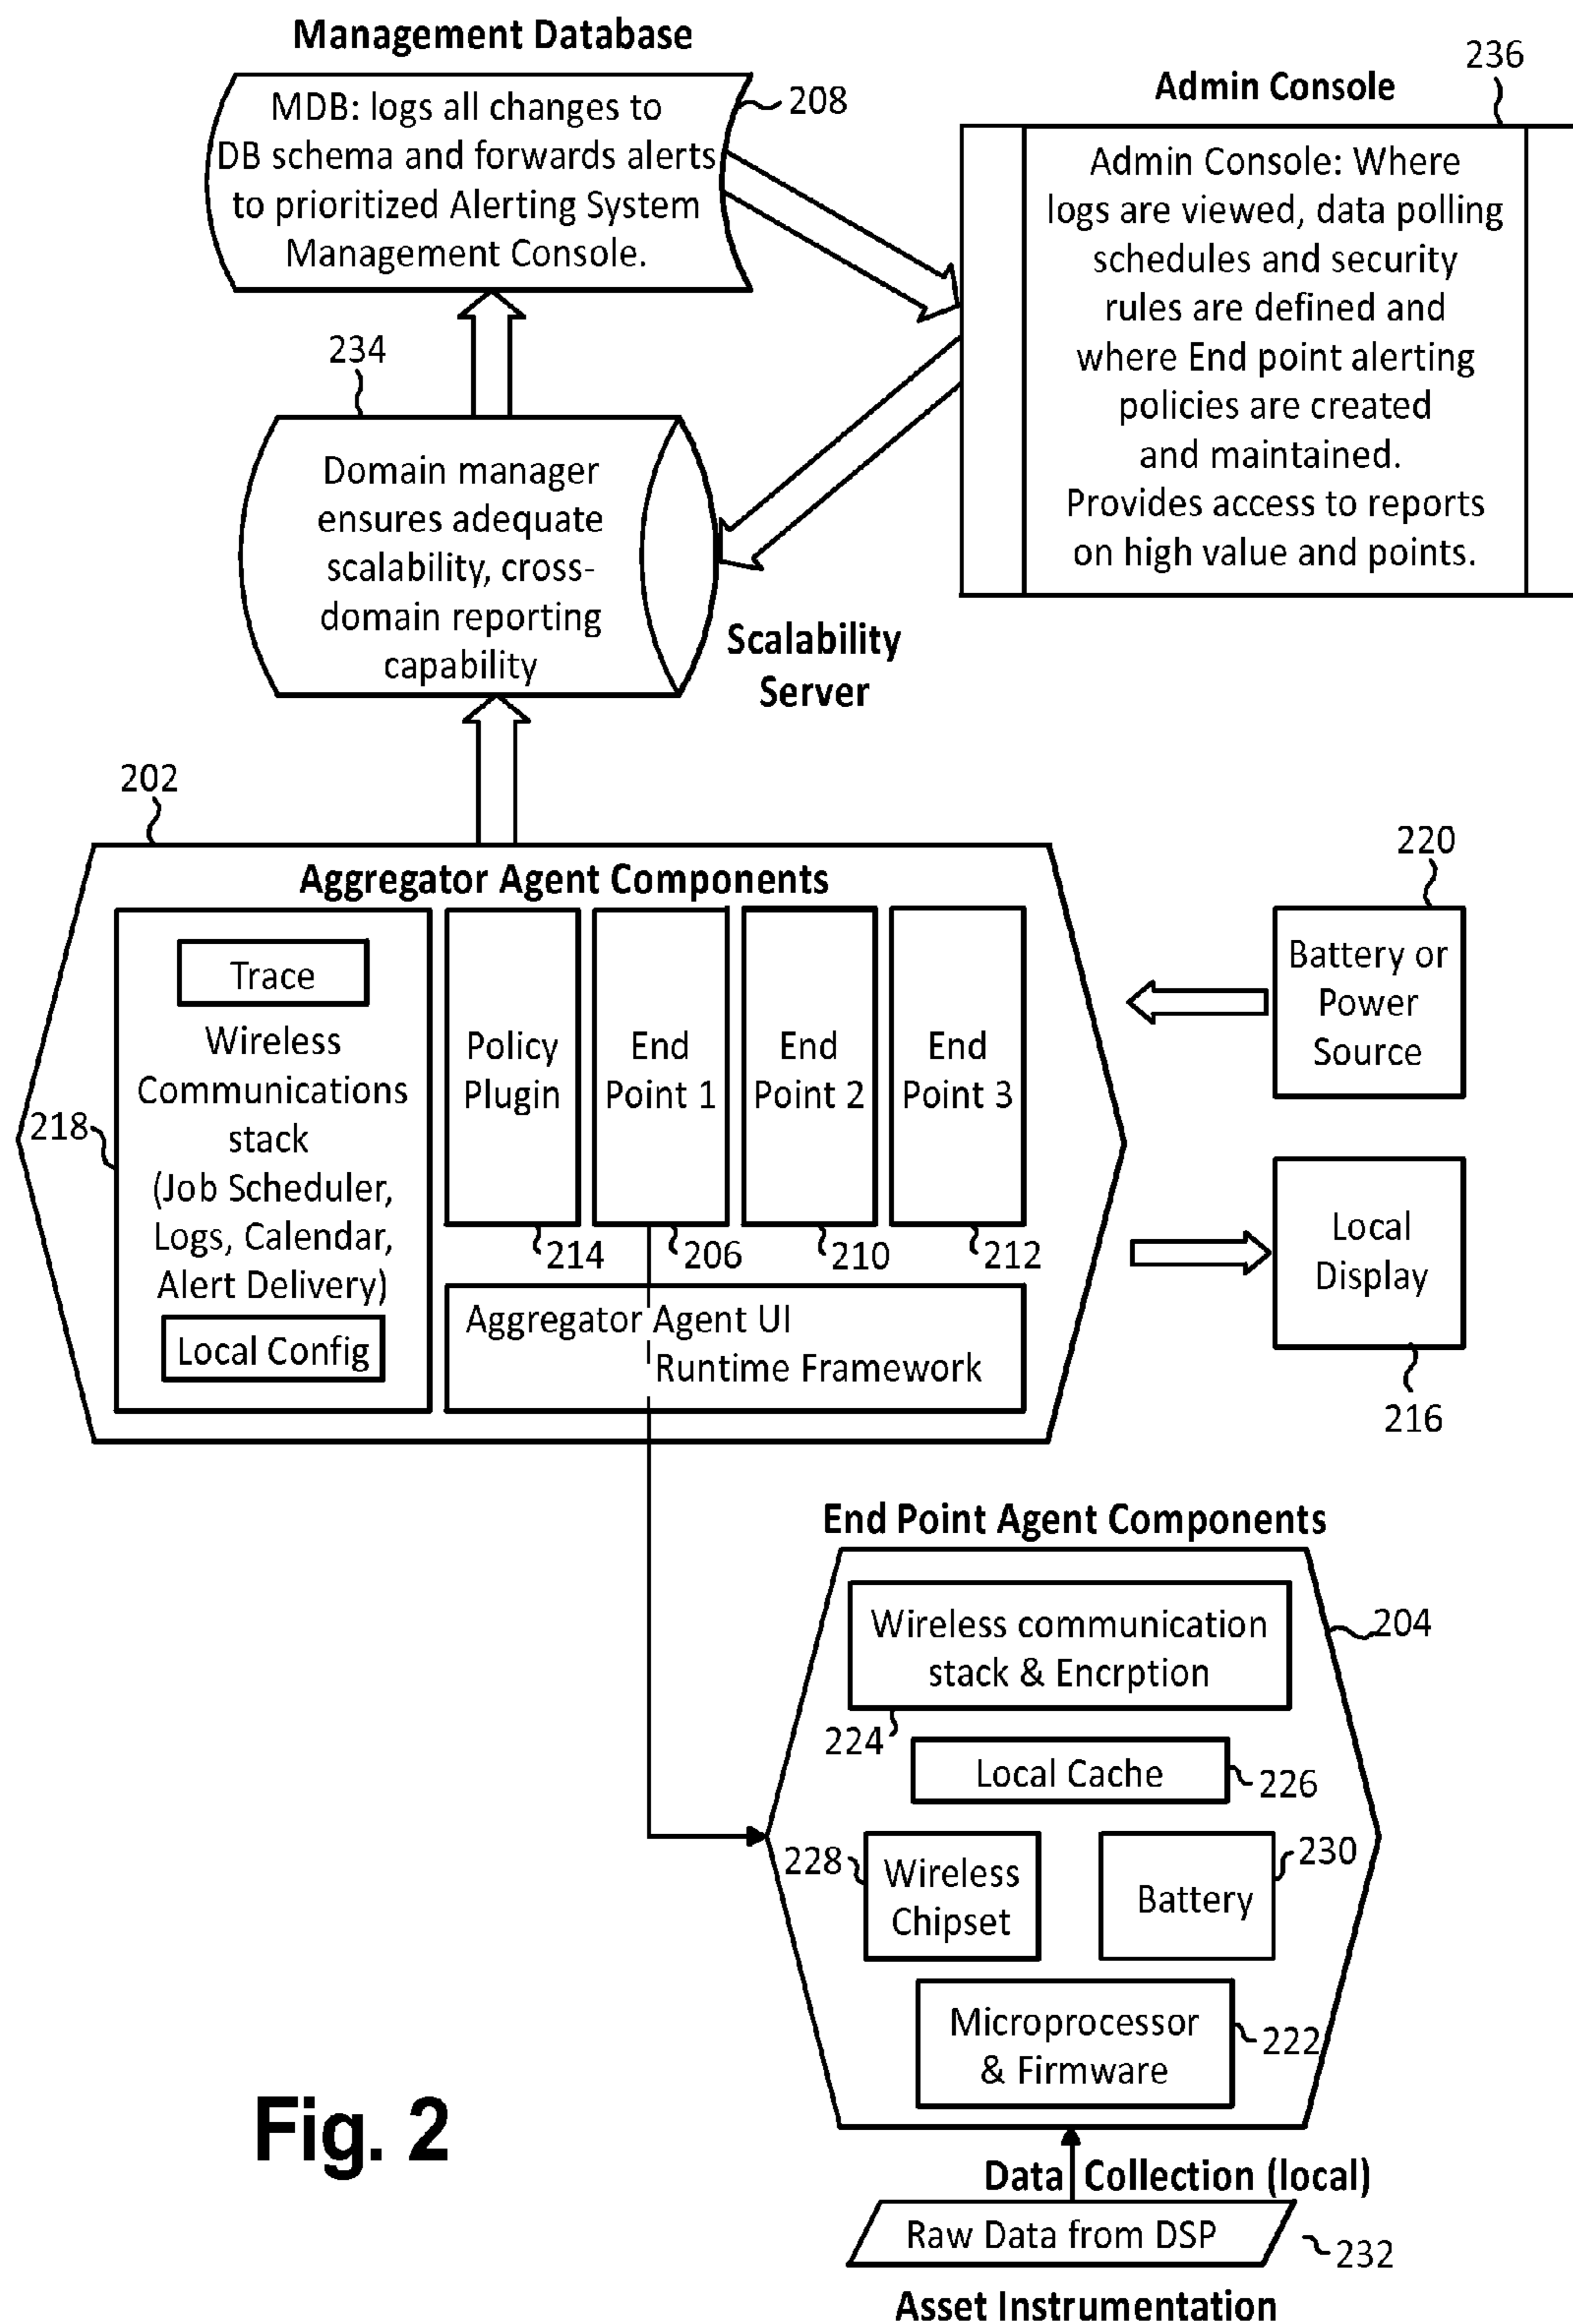 Management Database
MDB: logs all changes to
DB schema and forwards alerts
to prioritized Alerting System
Management Console.
208
236
Admin Console
Admin Console: Where
logs are viewed, data polling
schedules and security
rules are defined and
where End point alerting
policies are created
and maintained.
Provides access to reports
on high value and points.
234
Domain manager
ensures adequate
scalability, cross-
domain reporting
capability
Scalability
Server
202
Aggregator Agent Components
Trace
Wireless
Communications
stack
(Job Scheduler,
Logs, Calendar,
Alert Delivery)
Local Config
218
Policy
Plugin
214
End
Point 1
206
End
Point 2
210
End
Point 3
212
Aggregator Agent UI
Runtime Framework
220
Battery or
Power
Source
Local
Display
216
End Point Agent Components
204
Wireless communication
stack & Encrption
224
Local Cache
226
228
Wireless
Chipset
230
Battery
Microprocessor
& Firmware
222
Data Collection (local)
Raw Data from DSP
232
Asset Instrumentation
Fig. 2